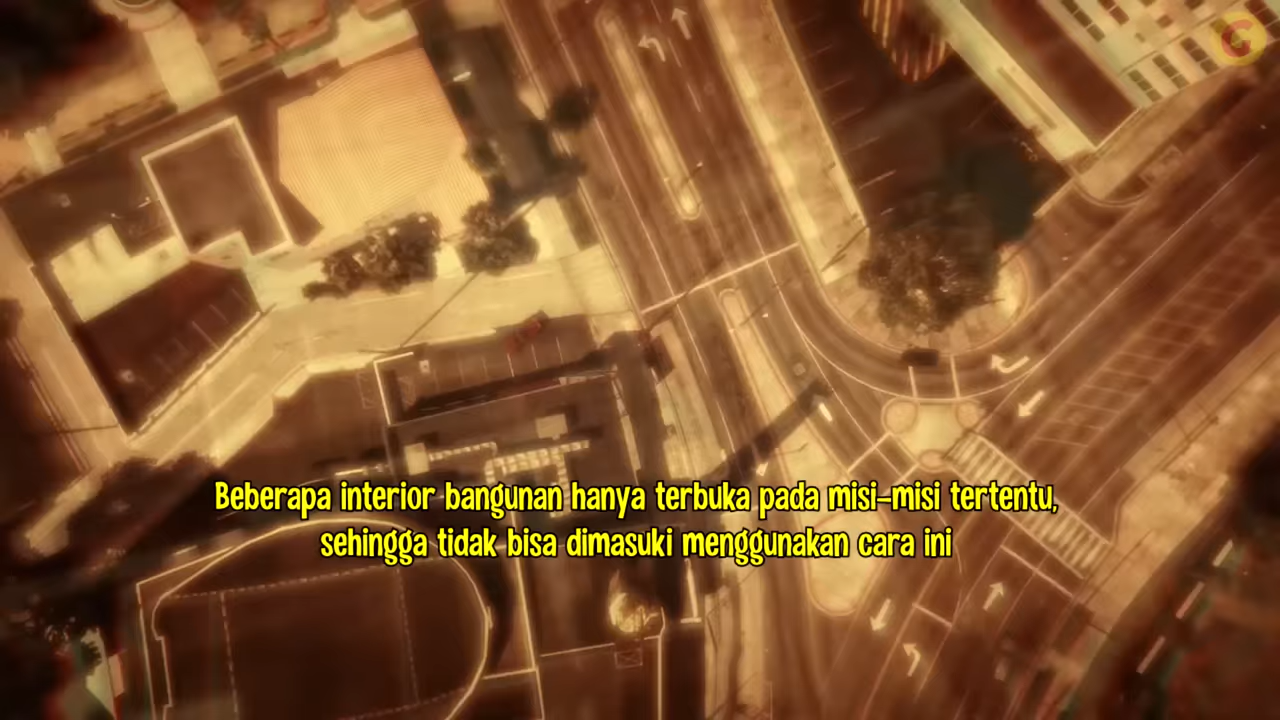 G
Beberapa interior bangunan hanya terbuka pada misi-misi tertentu,
sehingga tidak bisa dimasuki menggunakan cara ini